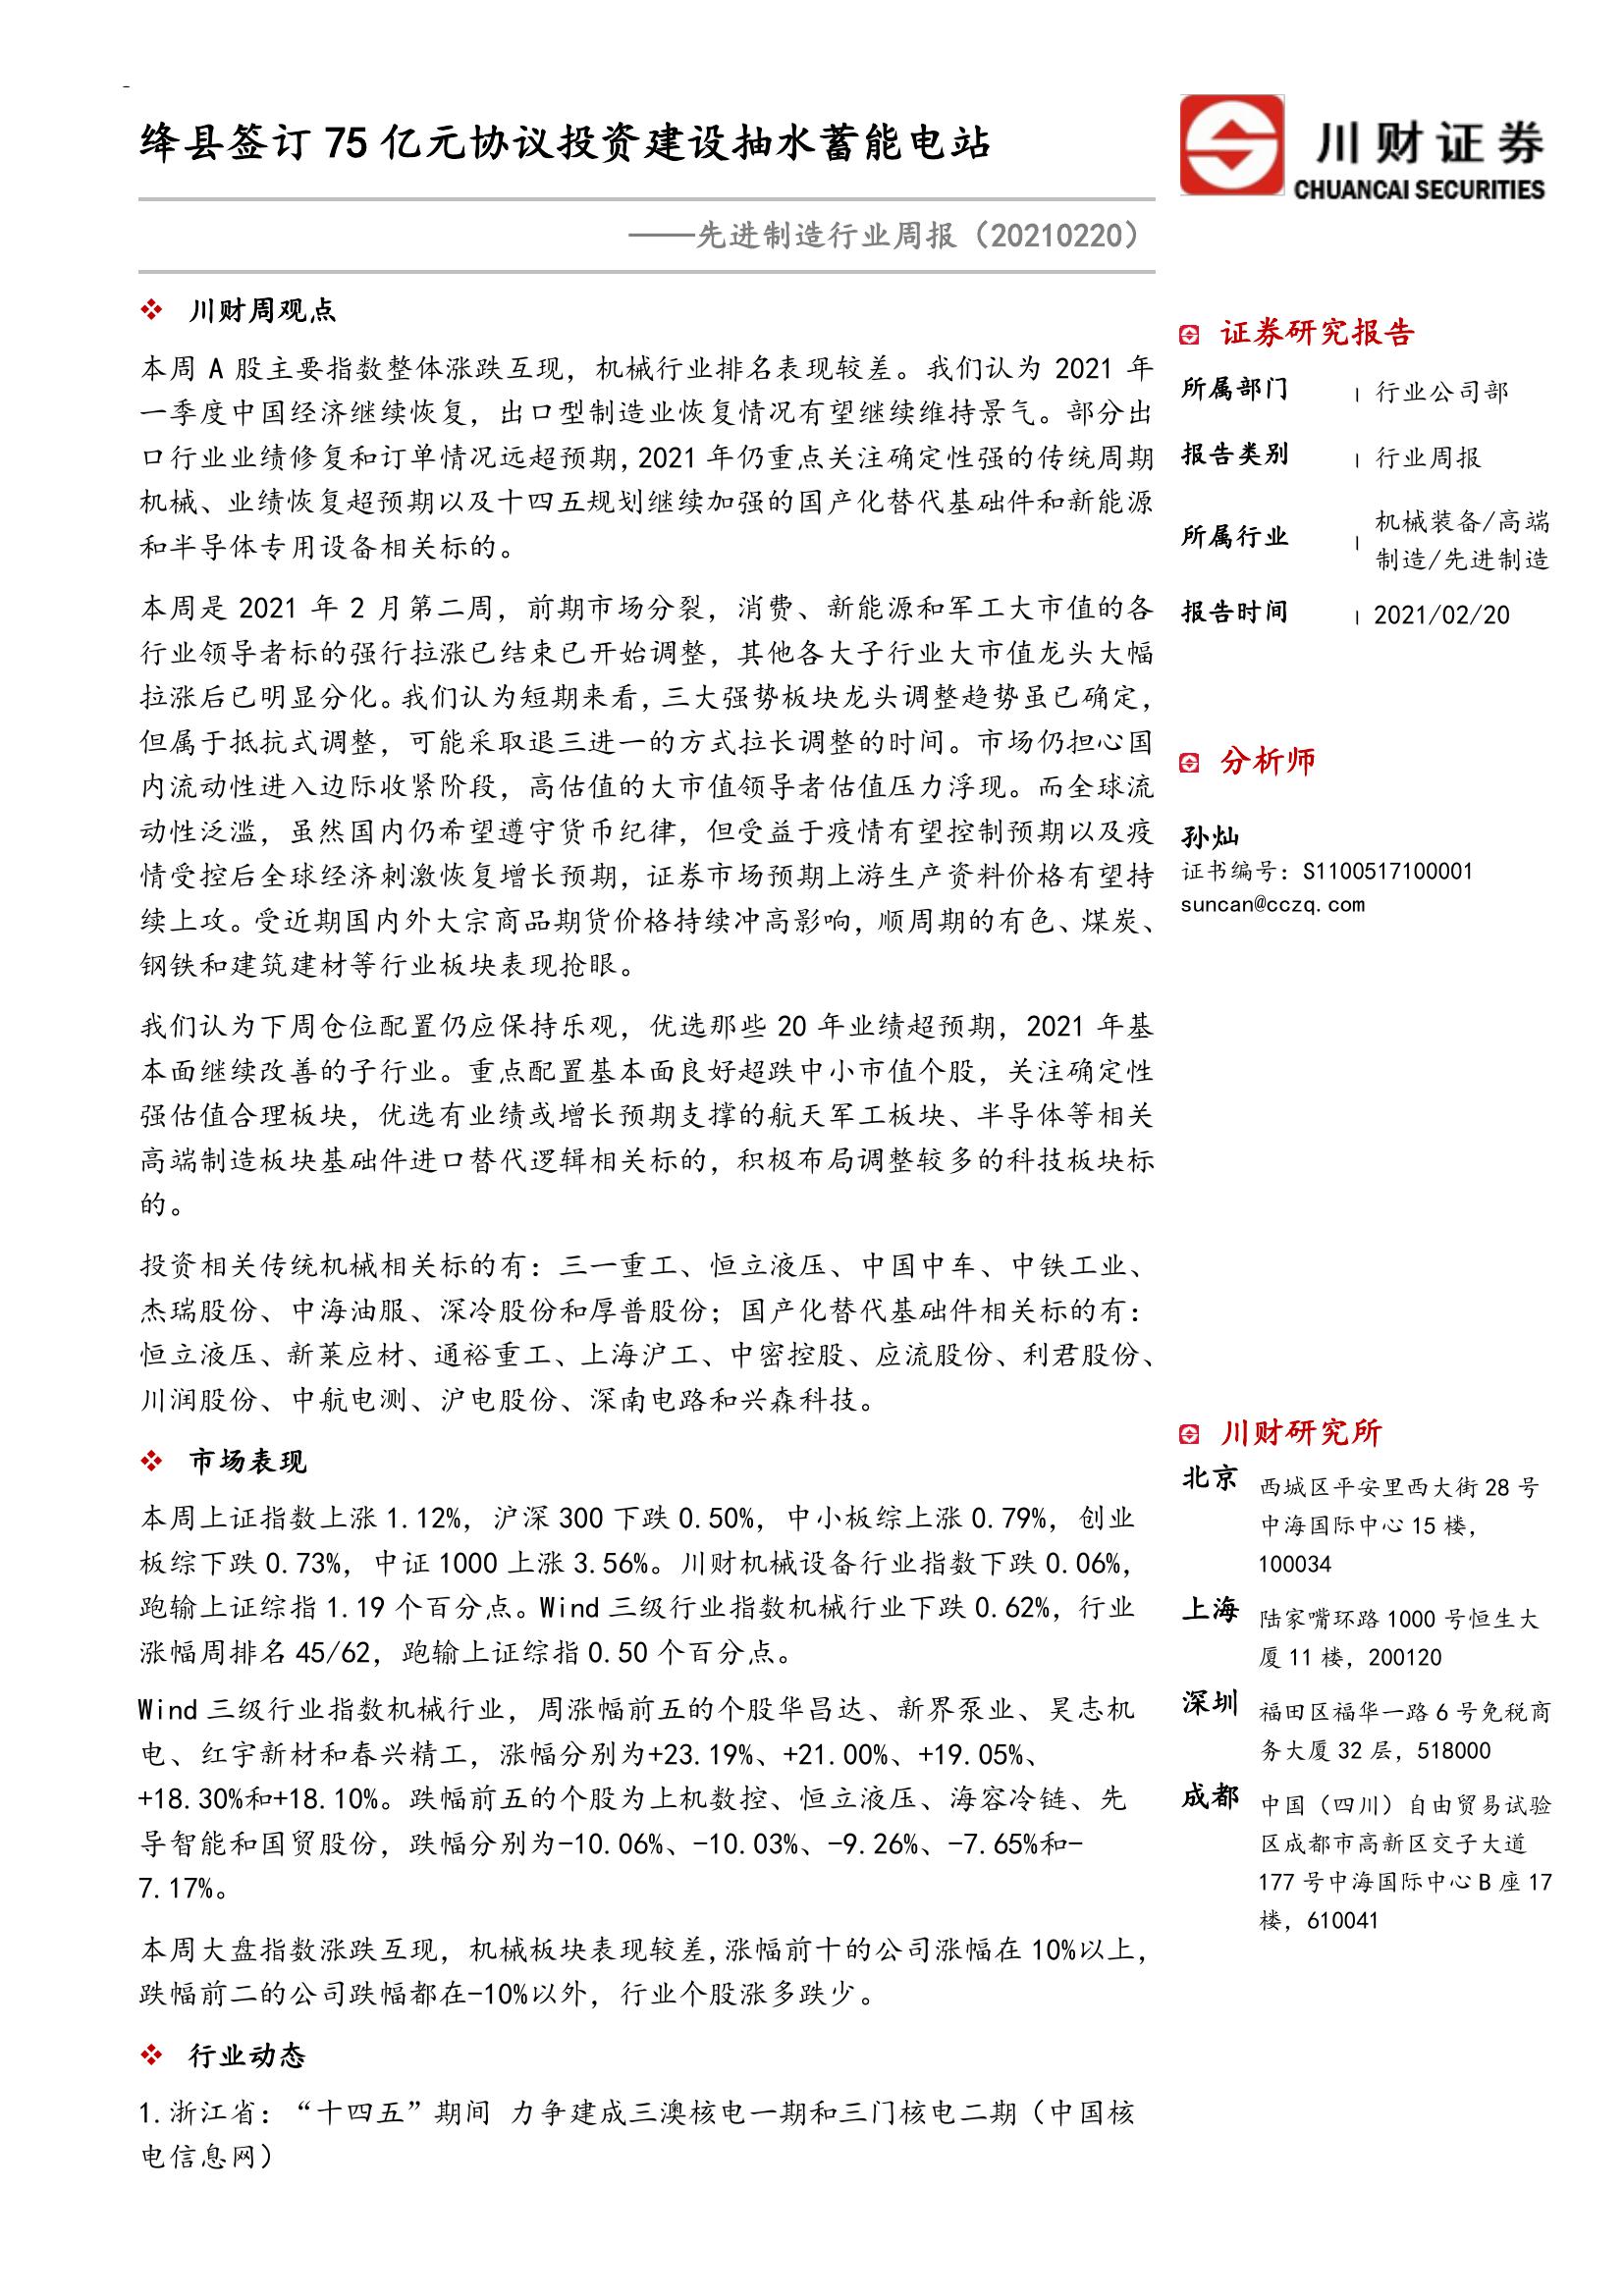 -
绛县签订 75 亿元协议投资建设抽水蓄能电站
——先进制造行业周报（20210220）
川财证券
CHUANCAI SECURITIES
川财周观点
本周 A 股主要指数整体涨跌互现，机械行业排名表现较差。我们认为 2021 年
一季度中国经济继续恢复，出口型制造业恢复情况有望继续维持景气。部分出
口行业业绩修复和订单情况远超预期，2021 年仍重点关注确定性强的传统周期
机械、业绩恢复超预期以及十四五规划继续加强的国产化替代基础件和新能源
和半导体专用设备相关标的。
本周是 2021 年 2 月第二周，前期市场分裂，消费、新能源和军工大市值的各
行业领导者标的强行拉涨已结束已开始调整，其他各大子行业大市值龙头大幅
拉涨后已明显分化。我们认为短期来看，三大强势板块龙头调整趋势虽已确定，
但属于抵抗式调整，可能采取退三进一的方式拉长调整的时间。市场仍担心国
内流动性进入边际收紧阶段，高估值的大市值领导者估值压力浮现。而全球流
动性泛滥，虽然国内仍希望遵守货币纪律，但受益于疫情有望控制预期以及疫
情受控后全球经济刺激恢复增长预期，证券市场预期上游生产资料价格有望持
续上攻。受近期国内外大宗商品期货价格持续冲高影响，顺周期的有色、煤炭、
钢铁和建筑建材等行业板块表现抢眼。
我们认为下周仓位配置仍应保持乐观，优选那些 20 年业绩超预期，2021 年基
本面继续改善的子行业。重点配置基本面良好超跌中小市值个股，关注确定性
强估值合理板块，优选有业绩或增长预期支撑的航天军工板块、半导体等相关
高端制造板块基础件进口替代逻辑相关标的，积极布局调整较多的科技板块标
的。
投资相关传统机械相关标的有：三一重工、恒立液压、中国中车、中铁工业、
杰瑞股份、中海油服、深冷股份和厚普股份；国产化替代基础件相关标的有：
恒立液压、新莱应材、通裕重工、上海沪工、中密控股、应流股份、利君股份、
川润股份、中航电测、沪电股份、深南电路和兴森科技。
市场表现
本周上证指数上涨 1.12%，沪深 300 下跌 0.50%，中小板综上涨 0.79%，创业
板综下跌 0.73%，中证 1000 上涨 3.56%。川财机械设备行业指数下跌 0.06%，
跑输上证综指 1.19 个百分点。Wind 三级行业指数机械行业下跌 0.62%，行业
涨幅周排名 45/62，跑输上证综指 0.50 个百分点。
Wind 三级行业指数机械行业，周涨幅前五的个股华昌达、新界泵业、昊志机
电、红宇新材和春兴精工，涨幅分别为+23.19%、+21.00%、+19.05%、
+18.30%和+18.10%。跌幅前五的个股为上机数控、恒立液压、海容冷链、先
导智能和国贸股份，跌幅分别为-10.06%、-10.03%、-9.26%、-7.65%和-
7.17%。
本周大盘指数涨跌互现，机械板块表现较差,涨幅前十的公司涨幅在 10%以上，
跌幅前二的公司跌幅都在-10%以外，行业个股涨多跌少。
行业动态
1.浙江省：“十四五”期间 力争建成三澳核电一期和三门核电二期（中国核
电信息网）
证券研究报告
所属部门 | 行业公司部
报告类别 | 行业周报
所属行业 | 机械装备/高端
制造/先进制造
报告时间 | 2021/02/20
分析师
孙灿
证书编号：S1100517100001
suncan@cczq.com
川财研究所
北京 西城区平安里西大街 28 号
中海国际中心 15 楼，
100034
上海 陆家嘴环路 1000 号恒生大
厦 11 楼，200120
深圳 福田区福华一路 6 号免税商
务大厦 32 层，518000
成都 中国（四川）自由贸易试验
区成都市高新区交子大道
177 号中海国际中心 B 座 17
楼，610041